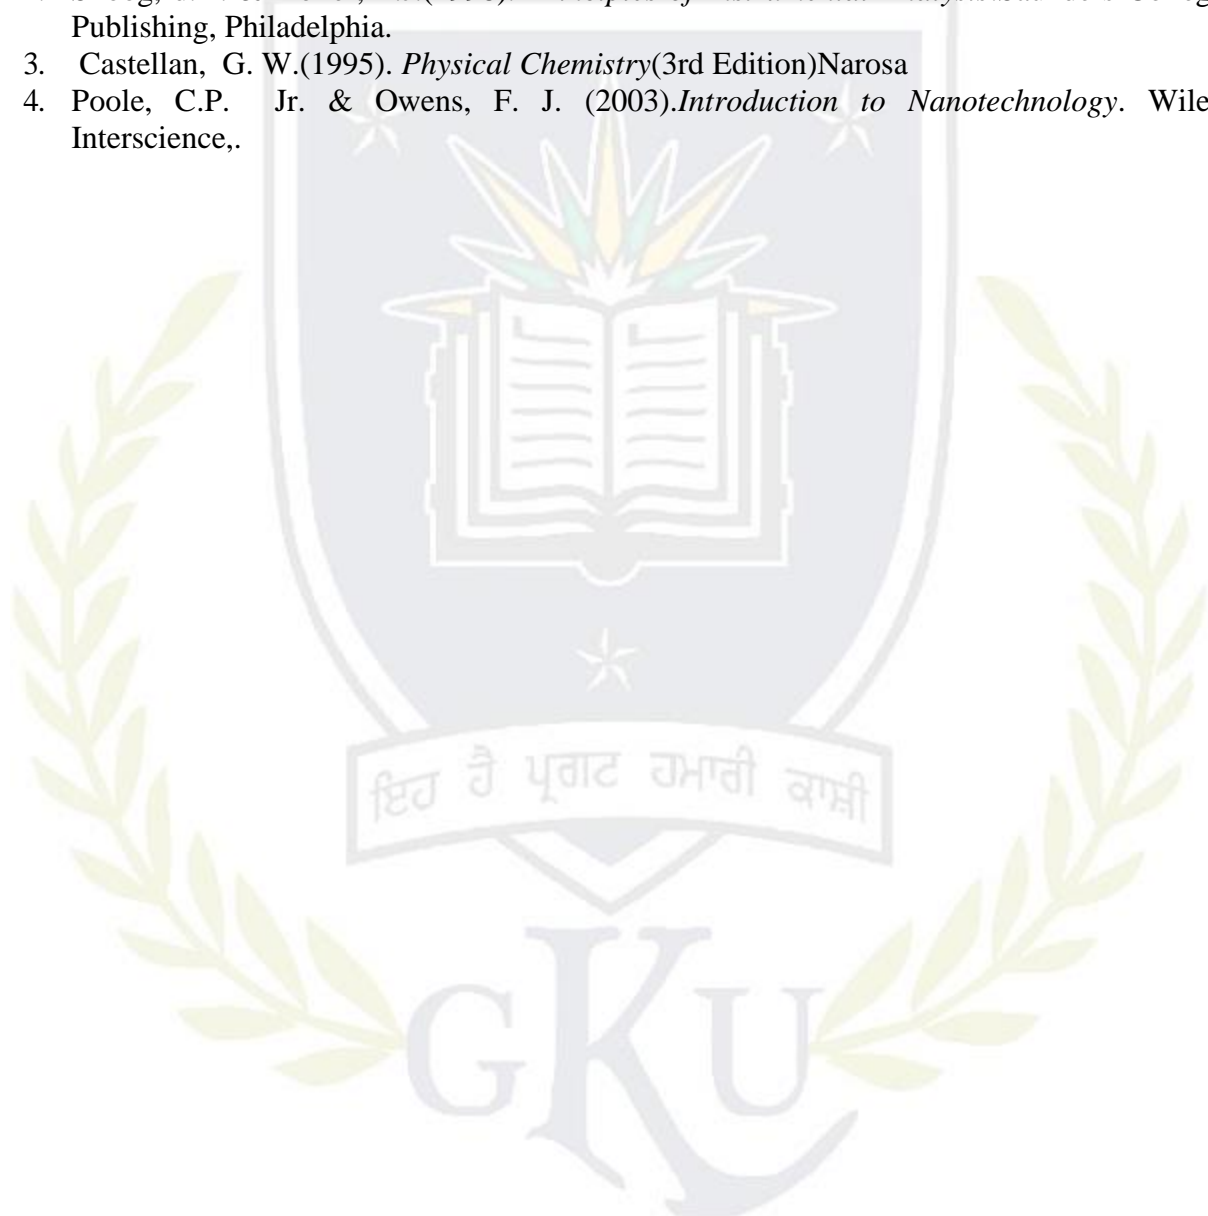 Publishing, Philadelphia.
3. Castellan, G. W.(1995). Physical Chemistry(3rd Edition)Narosa
4. Poole, C.P. Jr. & Owens, F. J. (2003).Introduction to Nanotechnology. Wile
Interscience,.
ਇਹ ਹੈ ਪ੍ਰਗਟ ਹਮਾਰੀ ਕਾਸ਼ੀ
GKU